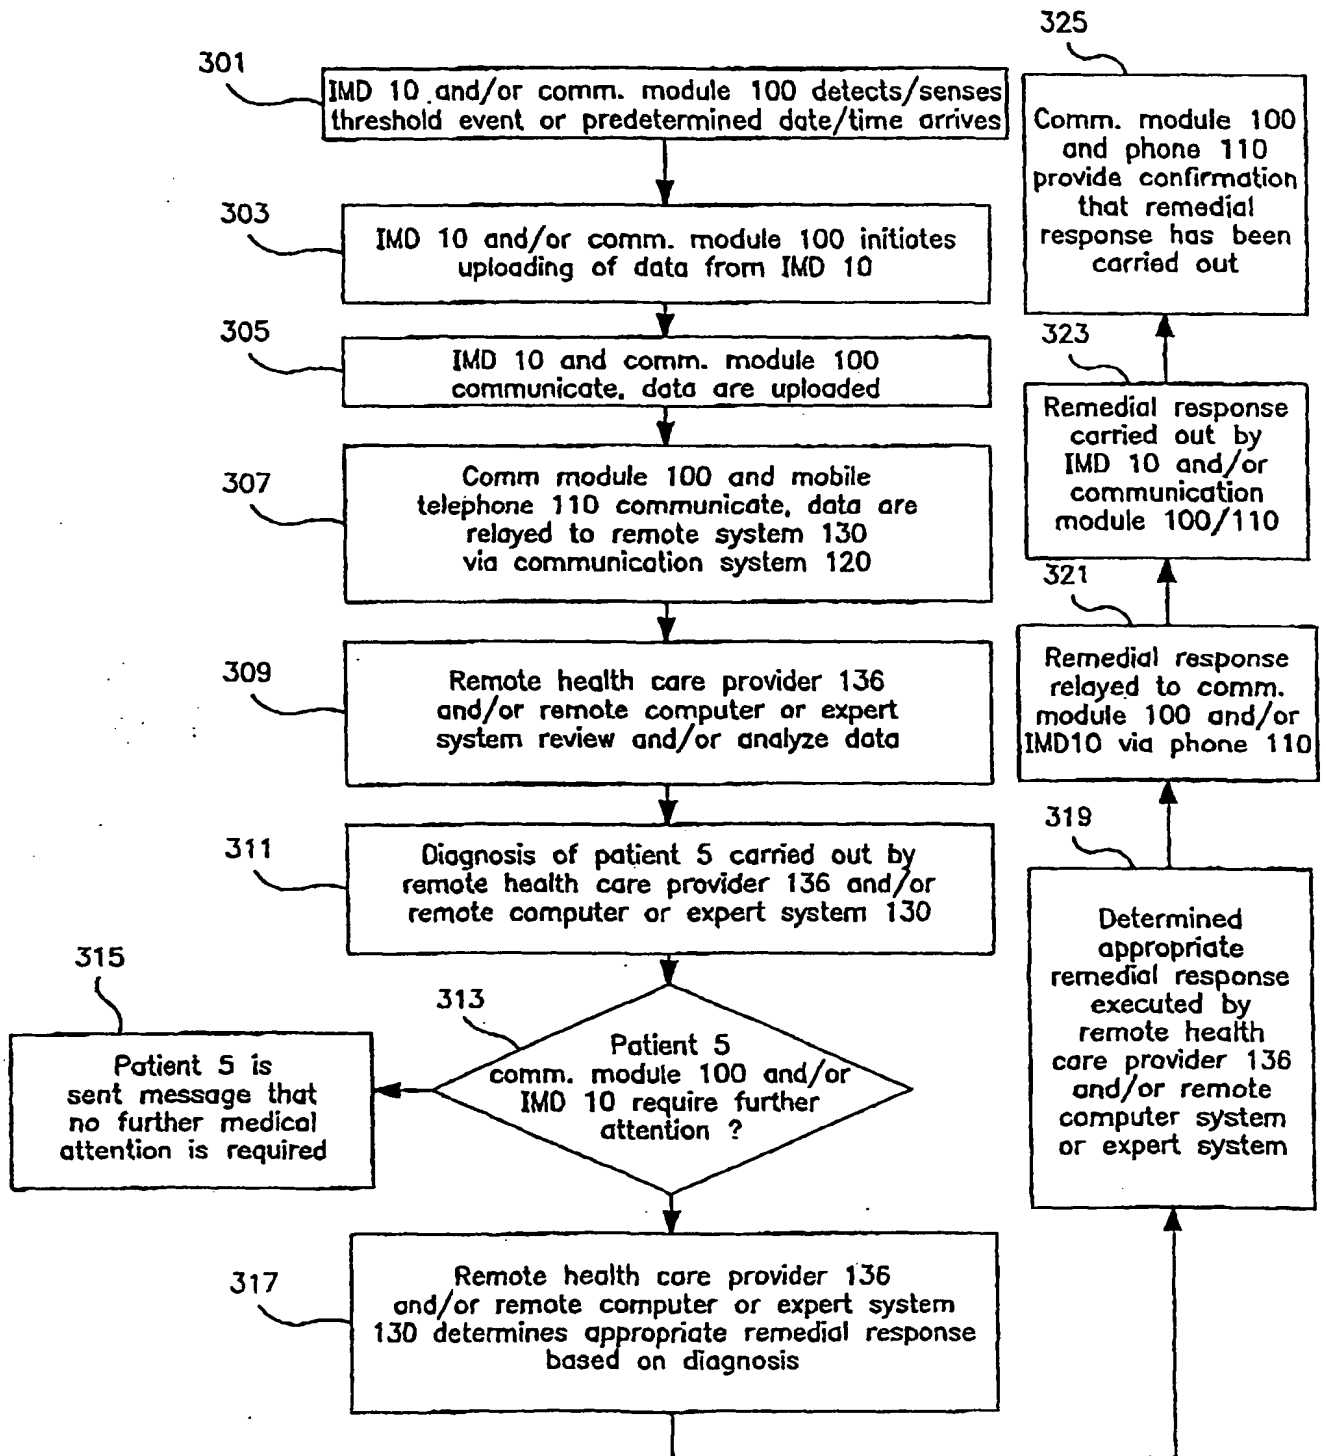 301
IMD 10 and/or comm. module 100 detects/senses
threshold event or predetermined date/time arrives
303
IMD 10 and/or comm. module 100 initiates
uploading of data from IMD 10
305
IMD 10 and comm. module 100
communicate, data are uploaded
307
Comm module 100 and mobile
telephone 110 communicate, data are
relayed to remote system 130
via communication system 120
309
Remote health care provider 136
and/or remote computer or expert
system review and/or analyze data
311
Diagnosis of patient 5 carried out by
remote health care provider 136 and/or
remote computer or expert system 130
313
Patient 5
comm. module 100 and/or
IMD 10 require further
attention ?
315
Patient 5 is
sent message that
no further medical
attention is required
317
Remote health care provider 136
and/or remote computer or expert system
130 determines appropriate remedial response
based on diagnosis
319
Determined
appropriate
remedial response
executed by
remote health
care provider 136
and/or remote
computer system
or expert system
321
Remedial response
relayed to comm.
module 100 and/or
IMD10 via phone 110
323
Remedial response
carried out by
IMD 10 and/or
communication
module 100/110
325
Comm. module 100
and phone 110
provide confirmation
that remedial
response has been
carried out